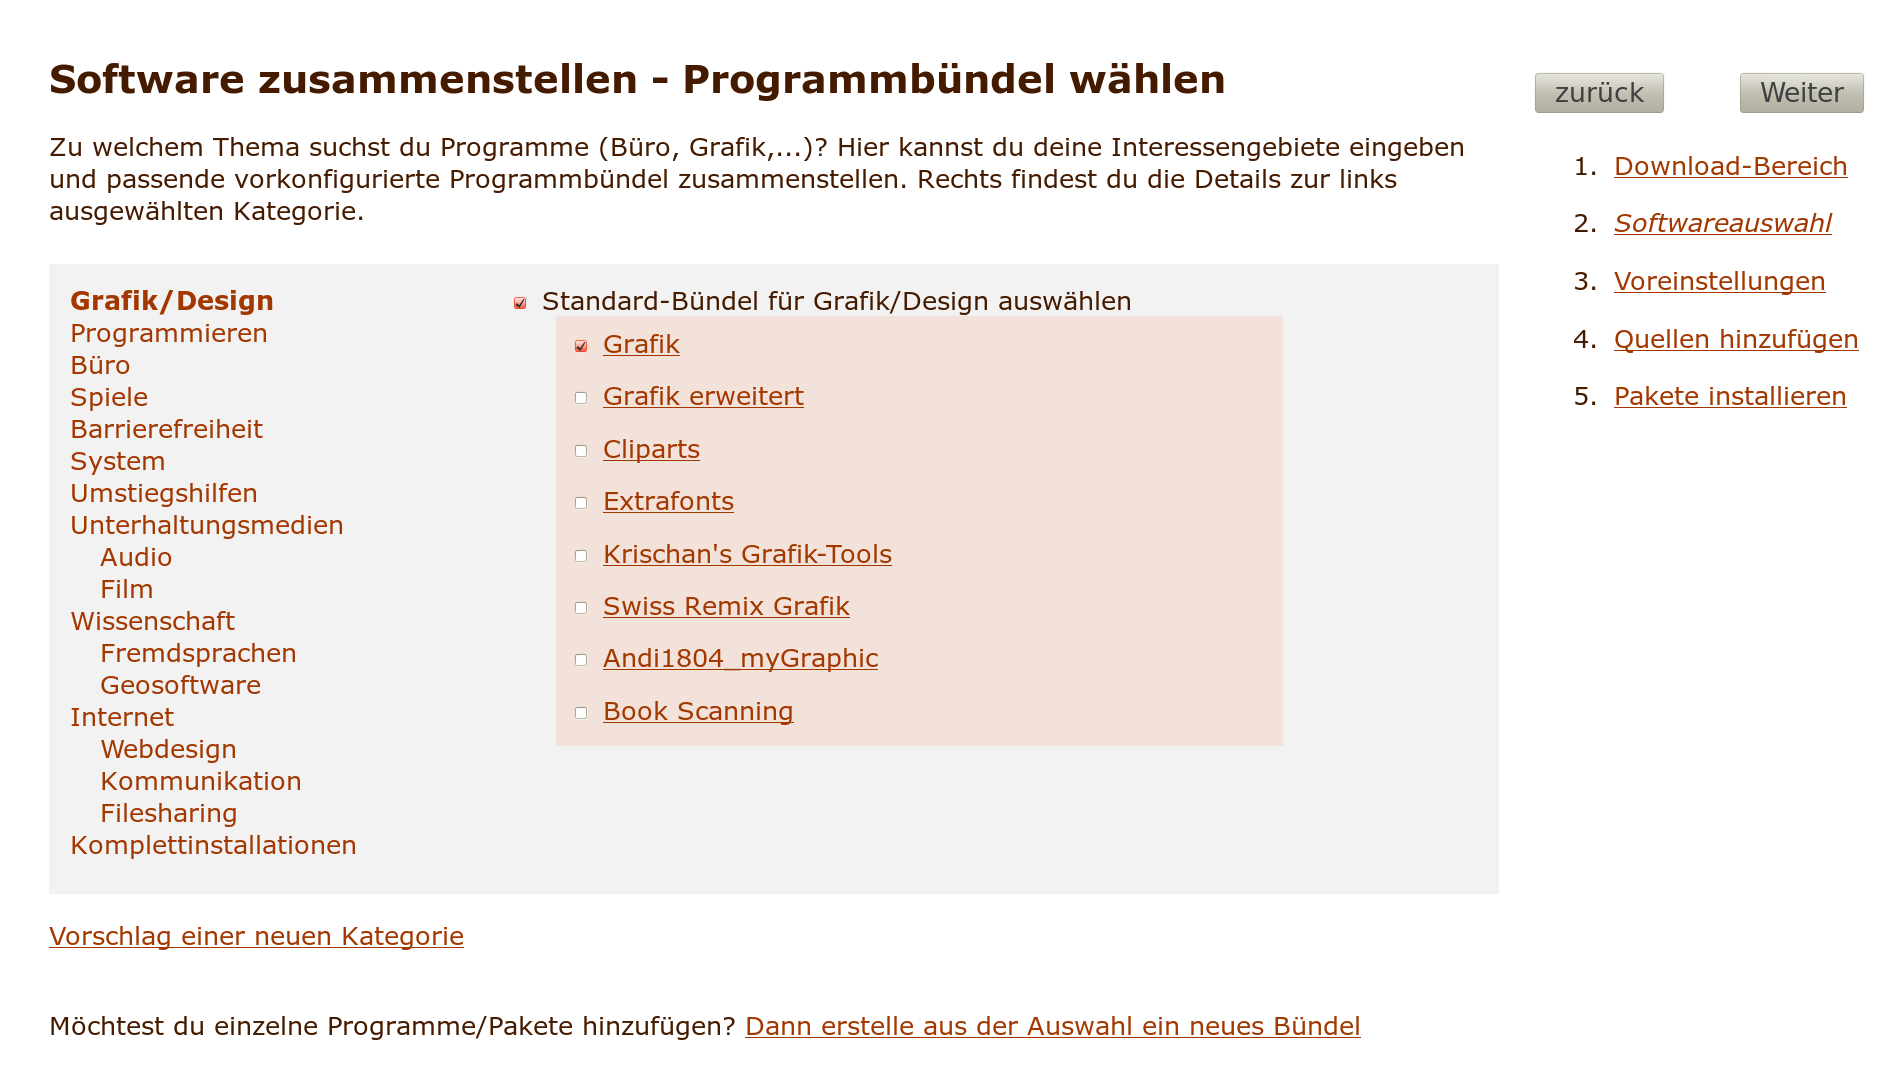 Software zusammenstellen – Programmbündel wählen
zurück
Weiter
Zu welchem Thema suchst du Programme (Büro, Grafik,...)? Hier kannst du deine Interessengebiete eingeben
und passende vorkonfigurierte Programmbündel zusammenstellen. Rechts findest du die Details zur links
ausgewählten Kategorie.
1. Download-Bereich
2. Softwareauswahl
3. Voreinstellungen
4. Quellen hinzufügen
5. Pakete installieren
Grafik/Design
Programmieren
Büro
Spiele
Barrierefreiheit
System
Umstiegshilfen
Unterhaltungsmedien
Audio
Film
Wissenschaft
Fremdsprachen
Geosoftware
Internet
Webdesign
Kommunikation
Filesharing
Komplettinstallationen
Standard-Bündel für Grafik/Design auswählen
Grafik
Grafik erweitert
Cliparts
Extrafonts
Krischan's Grafik-Tools
Swiss Remix Grafik
Andi1804_myGraphic
Book Scanning
Vorschlag einer neuen Kategorie
Möchtest du einzelne Programme/Pakete hinzufügen? Dann erstelle aus der Auswahl ein neues Bündel